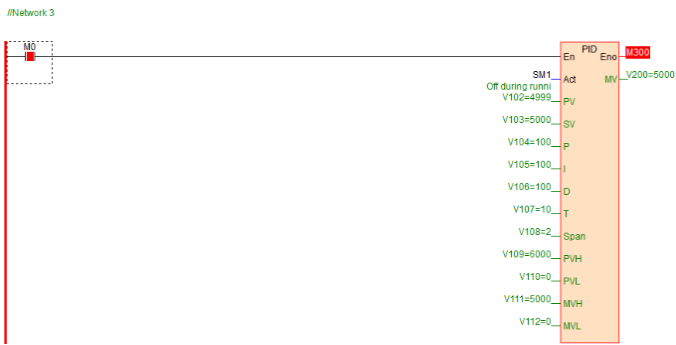 //Network 3
M0
PID
En Eno M300
SM1 Act MV V200=5000
Off during runni
V102=4999 PV
V103=5000 SV
V104=100 P
V105=100 I
V106=100 D
V107=10 T
V108=2 Span
V109=6000 PVH
V110=0 PVL
V111=5000 MVH
V112=0 MVL